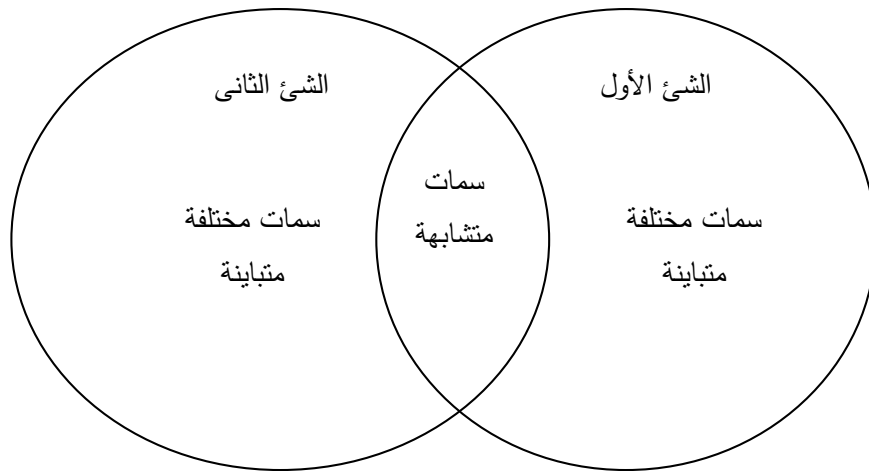 الشئ الأول
سمات مختلفة
متباينة
سمات
متشابهة
الشئ الثانى
سمات مختلفة
متباينة